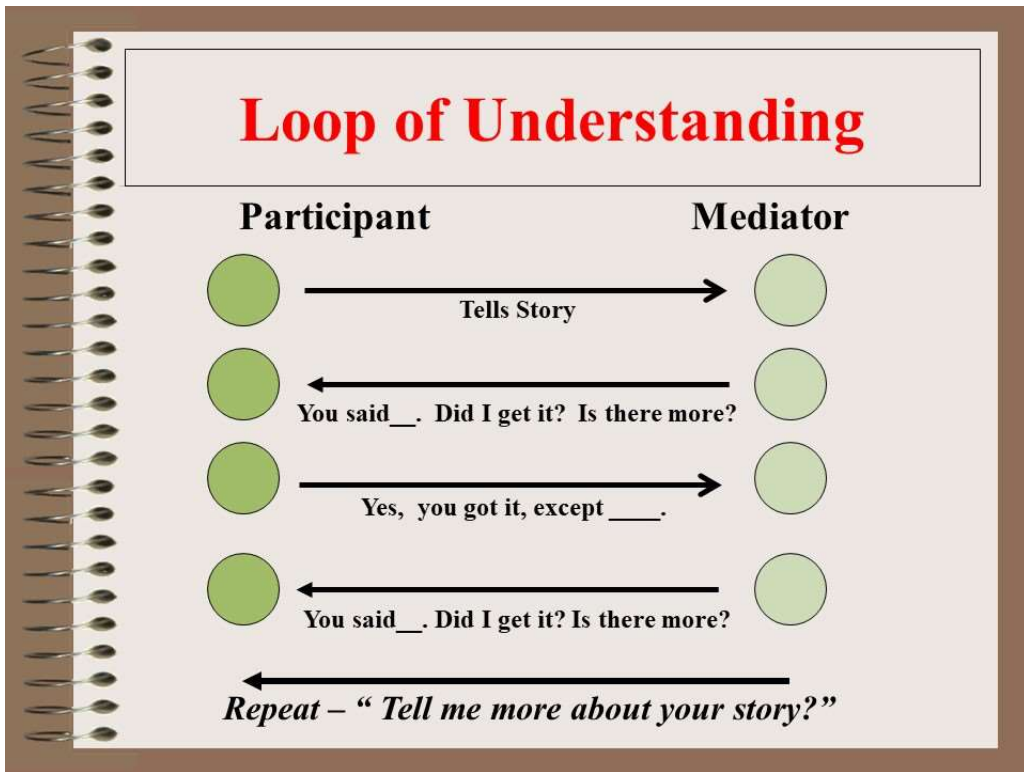 Loop of Understanding
Participant Mediator
Tells Story
You said__. Did I get it? Is there more?
Yes, you got it, except ____.
You said__. Did I get it? Is there more?
Repeat – “ Tell me more about your story?”